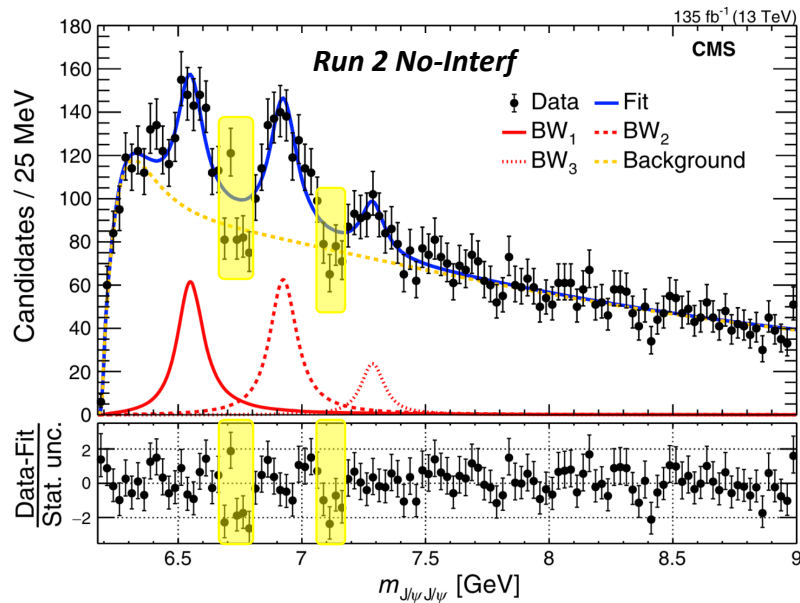 135 fb⁻¹ (13 TeV)
Run 2 No-Interf
CMS
Data
Fit
BW₁
BW₂
BW₃
Background
Candidates / 25 MeV
180
160
140
120
100
80
60
40
20
0
Data-Fit
Stat. unc.
2
0
−2
6.5
7
7.5
8
8.5
9
m_J/ψJ/ψ [GeV]